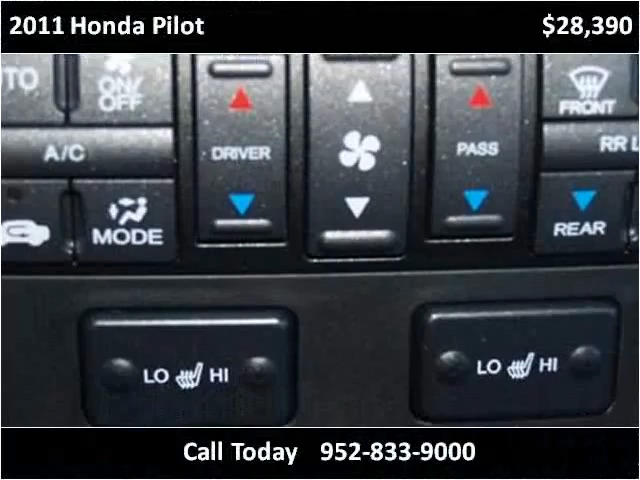 2011 Honda Pilot $28,390
ON/
OFF
FRONT
A/C
DRIVER
PASS
RR
MODE
REAR
LO HI
LO HI
Call Today 952-833-9000